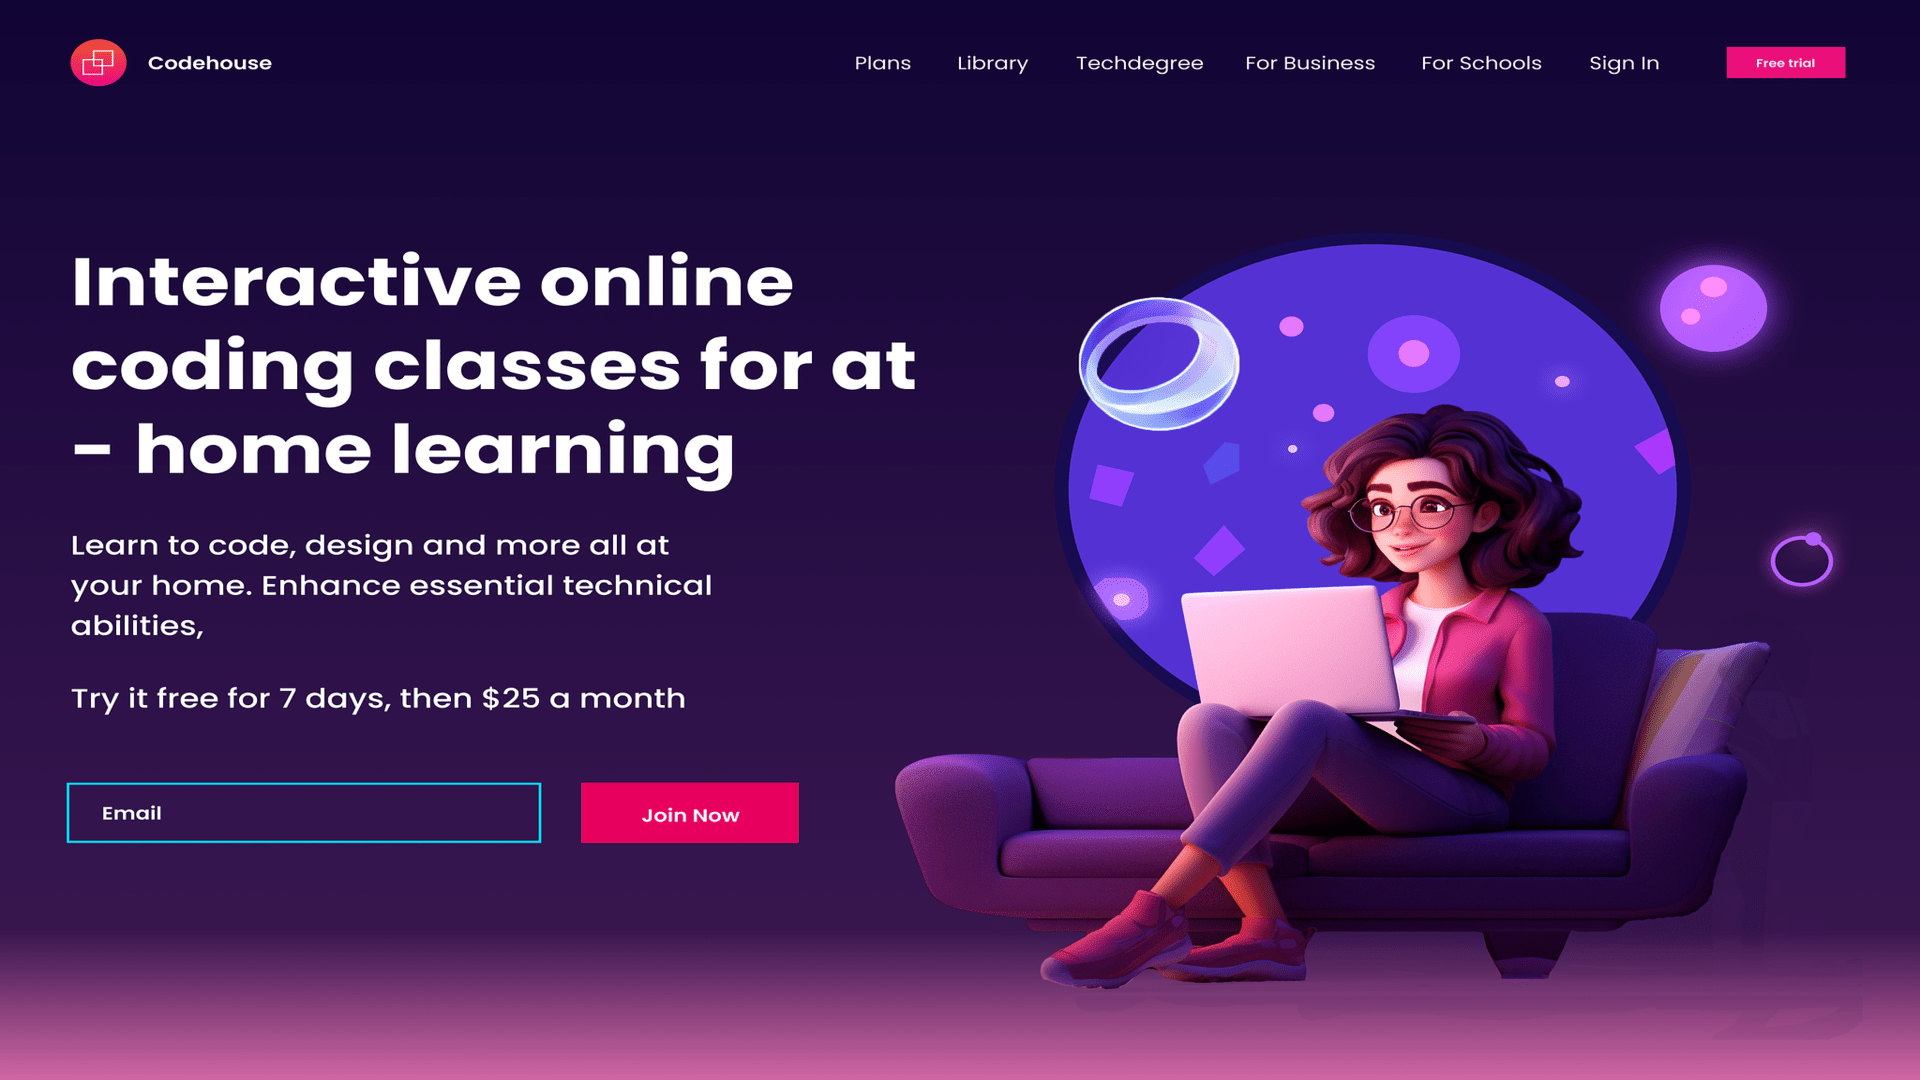 Codehouse
Plans
Library
Techdegree
For Business
For Schools
Sign In
Free trial
Interactive online
coding classes for at
– home learning
Learn to code, design and more all at
your home. Enhance essential technical
abilities,
Try it free for 7 days, then $25 a month
Email
Join Now